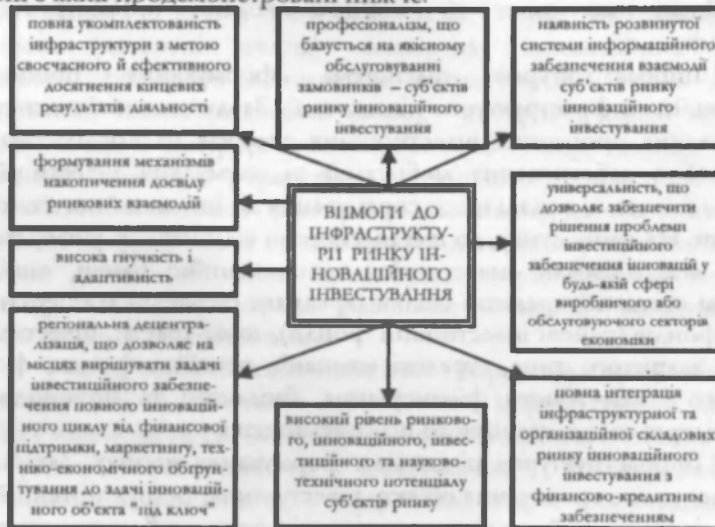 продемонстровані нижче:
повна укомплектованість
інфраструктури з метою
своєчасного й ефективного
досягнення кінцевих
результатів діяльності
професіоналізм, що
базується на якісному
обслуговуванні
замовників – суб'єктів
ринку інноваційного
інвестування
наявність розвинутої
системи інформаційного
забезпечення взаємодії
суб'єктів ринку
інноваційного
інвестування
формування механізмів
накопичення досвіду
ринкових взаємодій
висока гнучкість і
адаптивність
ВИМОГИ ДО
ІНФРАСТРУКТУ-
РИ РИНКУ ІН-
НОВАЦІЙНОГО
ІНВЕСТУВАННЯ
універсальність, що
дозволяє забезпечити
рішення проблеми
інвестиційного
забезпечення інновацій у
будь-якій сфері
виробничого або
обслуговуючого секторів
економіки
регіональна децентра-
лізація, що дозволяє на
місцях вирішувати задачі
інвестиційного забезпе-
чення повного інновацій-
ного циклу від фінансової
підтримки, маркетингу, тех-
ніко-економічного обґрун-
тування до здачі інновацій-
ного об'єкта "під ключ"
рівень ринково-
го, інноваційного, інвес-
тиційного та науково-
технічного потенціалу
суб'єктів ринку
повна інтеграція
інфраструктурної та
організаційної складових
ринку інноваційного
інвестування з
фінансово-кредитним
забезпеченням